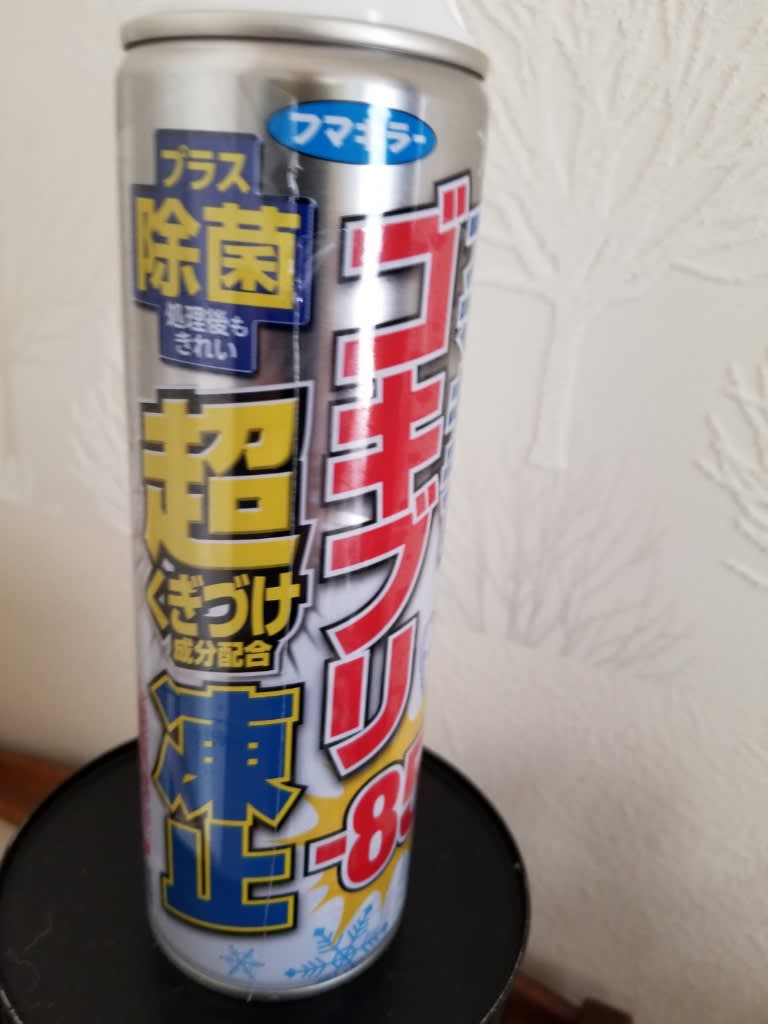 フマキラー
プラス
除菌
処理後も
きれい
ゴキブリ
超
くぎづけ
成分配合
凍止
-85